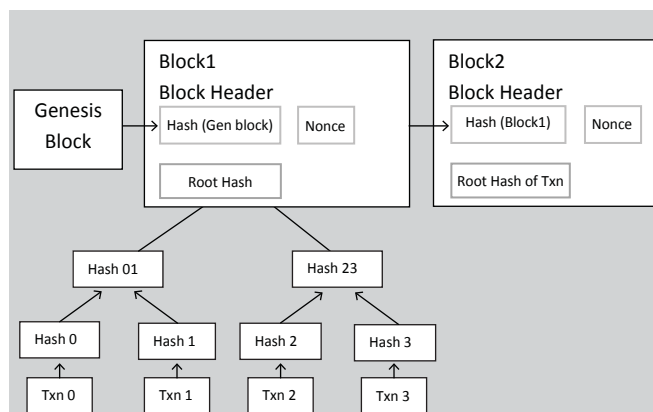 Genesis
Block
Block1
Block Header
Hash (Gen block)
Nonce
Root Hash
Block2
Block Header
Hash (Block1)
Nonce
Root Hash of Txn
Hash 01
Hash 23
Hash 0
Hash 1
Hash 2
Hash 3
Txn 0
Txn 1
Txn 2
Txn 3